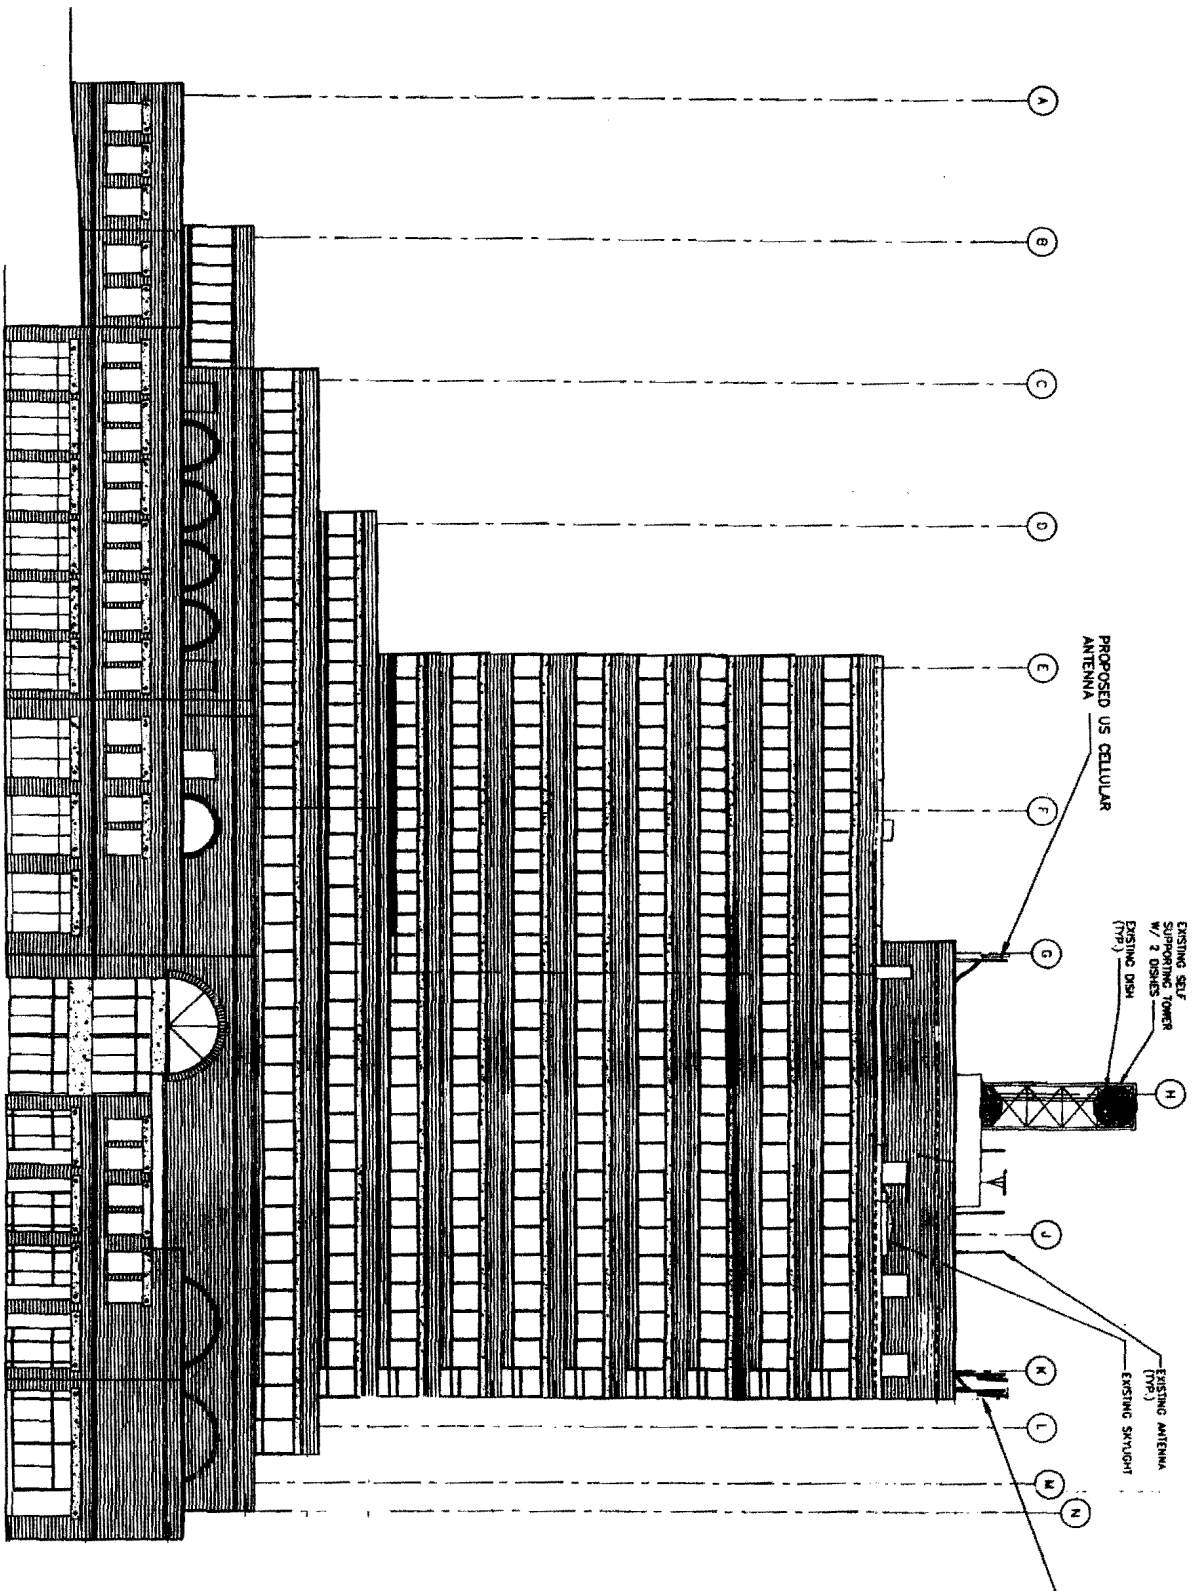 A
B
C
D
E
F
G
H
J
K
L
M
N
PROPOSED US CELLULAR
ANTENNA
EXISTING SELF
SUPPORTING TOWER
W/ 2 DISHES
EXISTING DISH
(TYP.)
EXISTING ANTENNA
(TYP.)
EXISTING SKYLIGHT